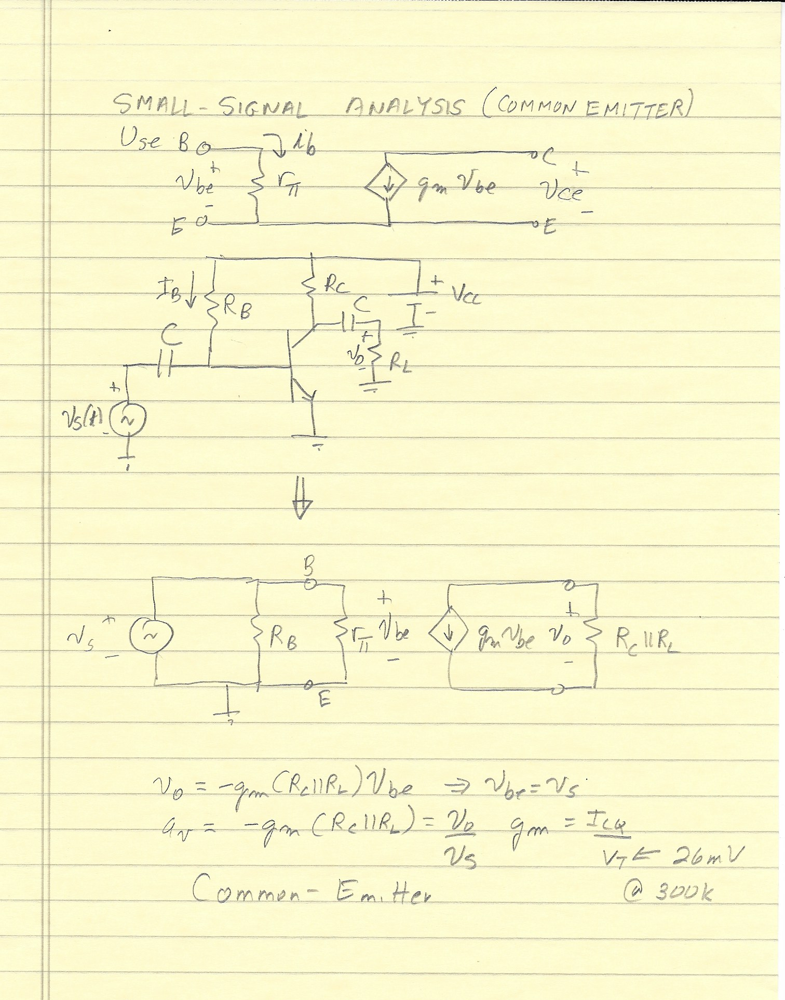 SMALL-SIGNAL ANALYSIS (COMMON EMITTER)
Use B ib
+
vbe rπ gm vbe C + vce
-
E E -
IB RB RC C + VCC
-
C + vo - RL
+
vs(t) ~
-
B
+ +
vs ~ RB rπ vbe gm vbe vo RC||RL
- - -
E
vo = -gm (RC||RL) vbe ⇒ vbe = vs
av = -gm (RC||RL) = vo/vs gm = ICQ/VT ← 26mV
Common-Emitter @ 300K